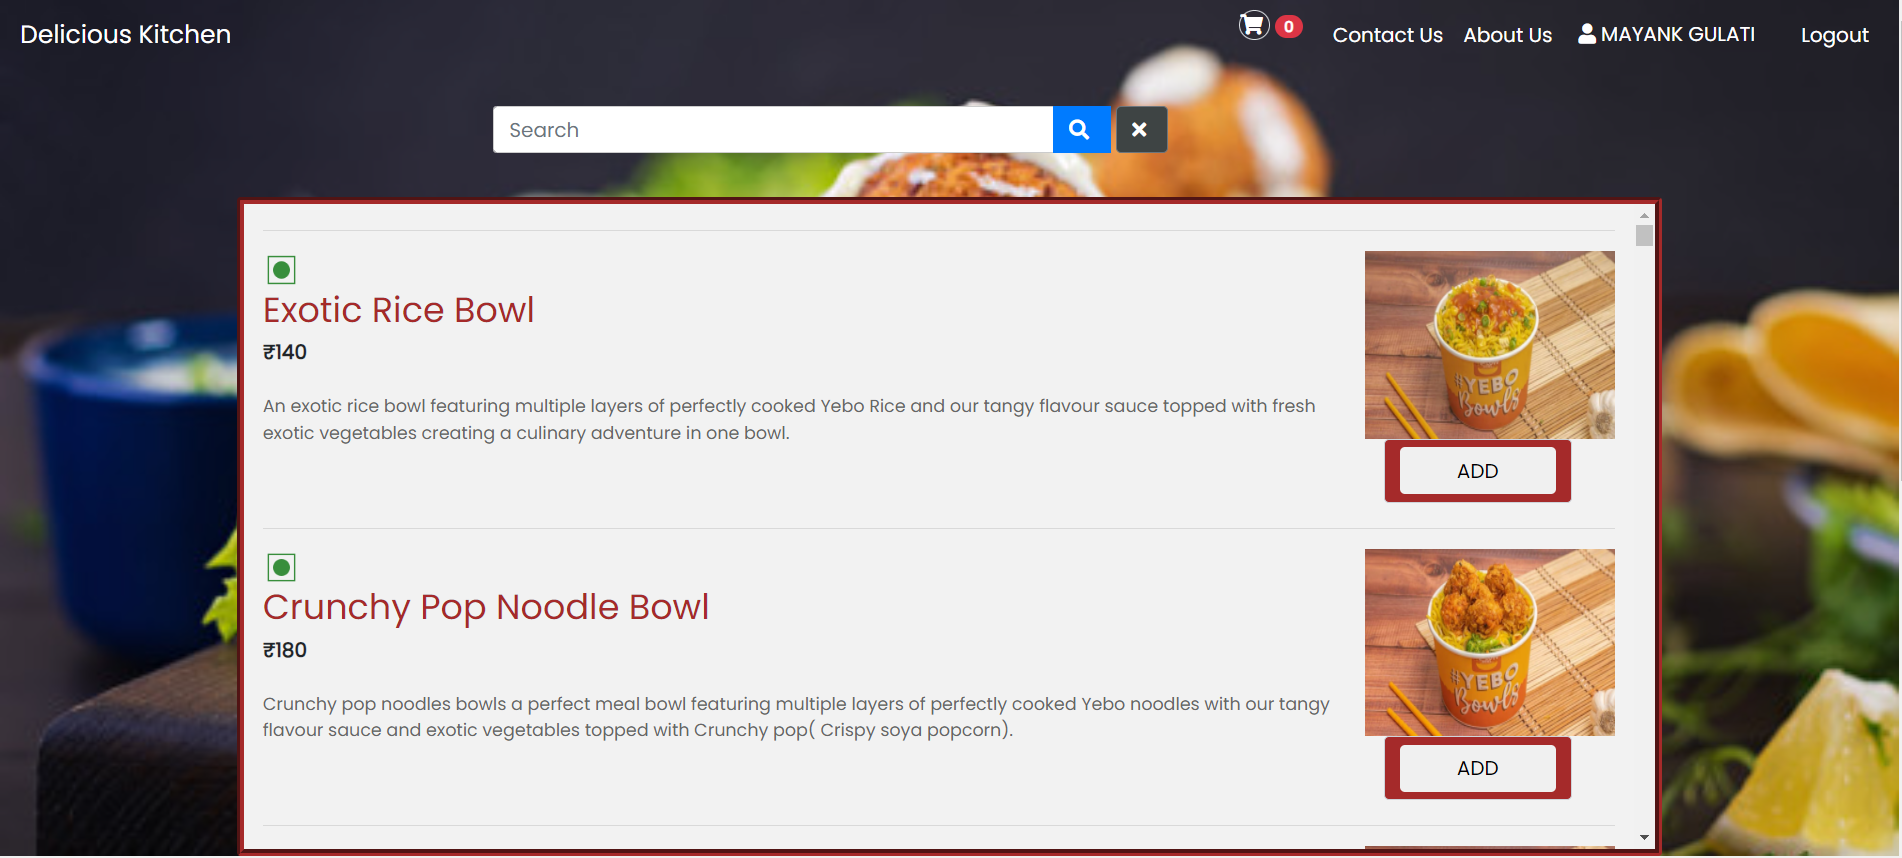 Delicious Kitchen
0
Contact Us
About Us
MAYANK GULATI
Logout
Search
Exotic Rice Bowl
₹140
An exotic rice bowl featuring multiple layers of perfectly cooked Yebo Rice and our tangy flavour sauce topped with fresh
exotic vegetables creating a culinary adventure in one bowl.
#YEBO
Bowls
ADD
Crunchy Pop Noodle Bowl
₹180
Crunchy pop noodles bowls a perfect meal bowl featuring multiple layers of perfectly cooked Yebo noodles with our tangy
flavour sauce and exotic vegetables topped with Crunchy pop( Crispy soya popcorn).
#YEBO
Bowls
ADD